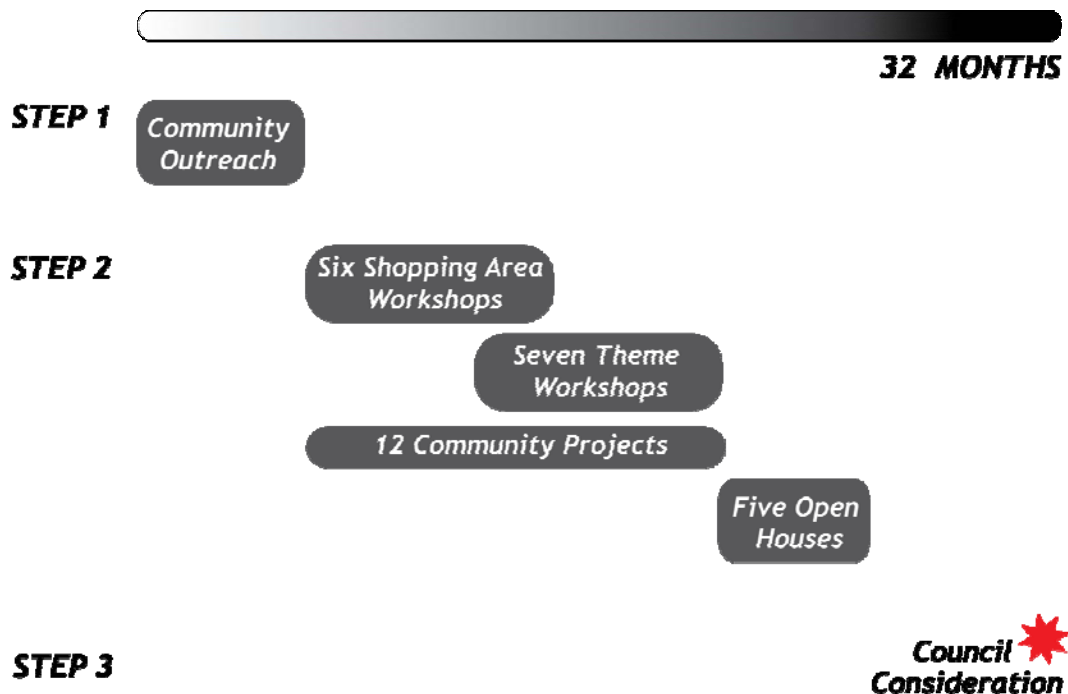 32 MONTHS
STEP 1
Community
Outreach
STEP 2
Six Shopping Area
Workshops
Seven Theme
Workshops
12 Community Projects
Five Open
Houses
STEP 3
Council
Consideration